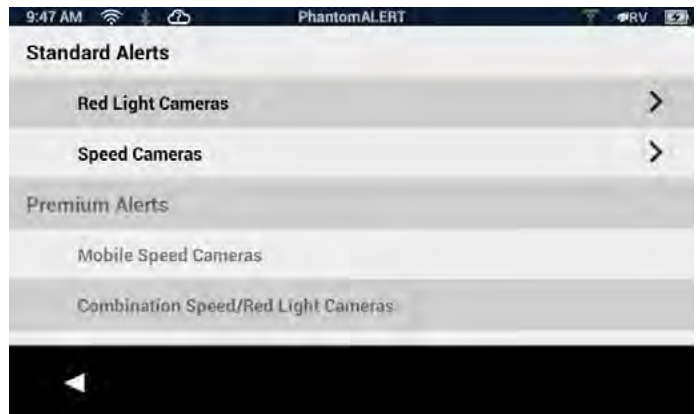 9:47 AM PhantomALERT RV
Standard Alerts
Red Light Cameras
Speed Cameras
Premium Alerts
Mobile Speed Cameras
Combination Speed/Red Light Cameras